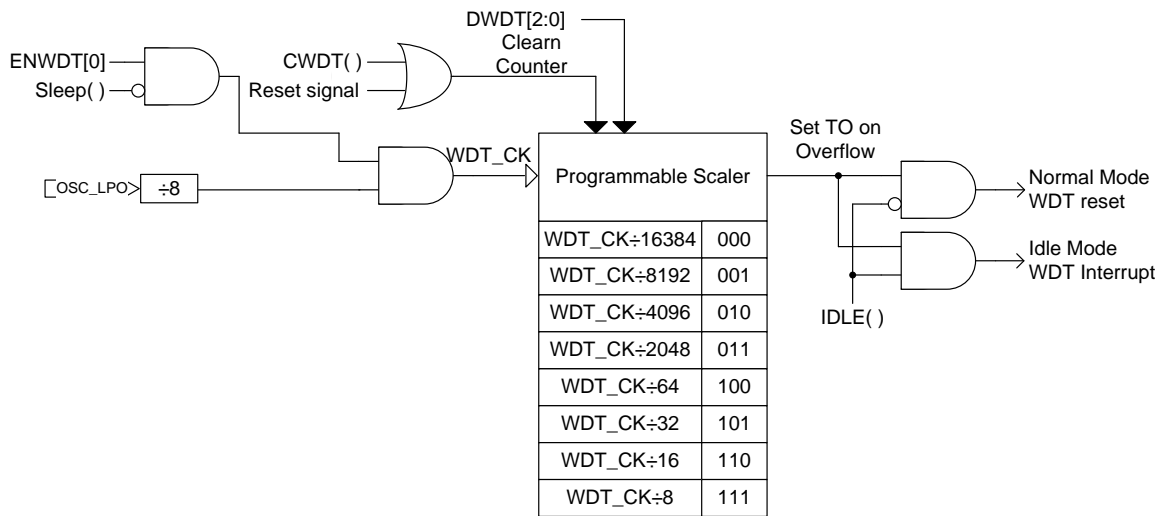 DWDT[2:0]
Clearn
Counter
ENWDT[0]
Sleep( )
CWDT( )
Reset signal
OSC_LPO
÷8
WDT_CK
Programmable Scaler
Set TO on
Overflow
Normal Mode
WDT reset
Idle Mode
WDT Interrupt
IDLE( )
WDT_CK÷16384 000
WDT_CK÷8192 001
WDT_CK÷4096 010
WDT_CK÷2048 011
WDT_CK÷64 100
WDT_CK÷32 101
WDT_CK÷16 110
WDT_CK÷8 111